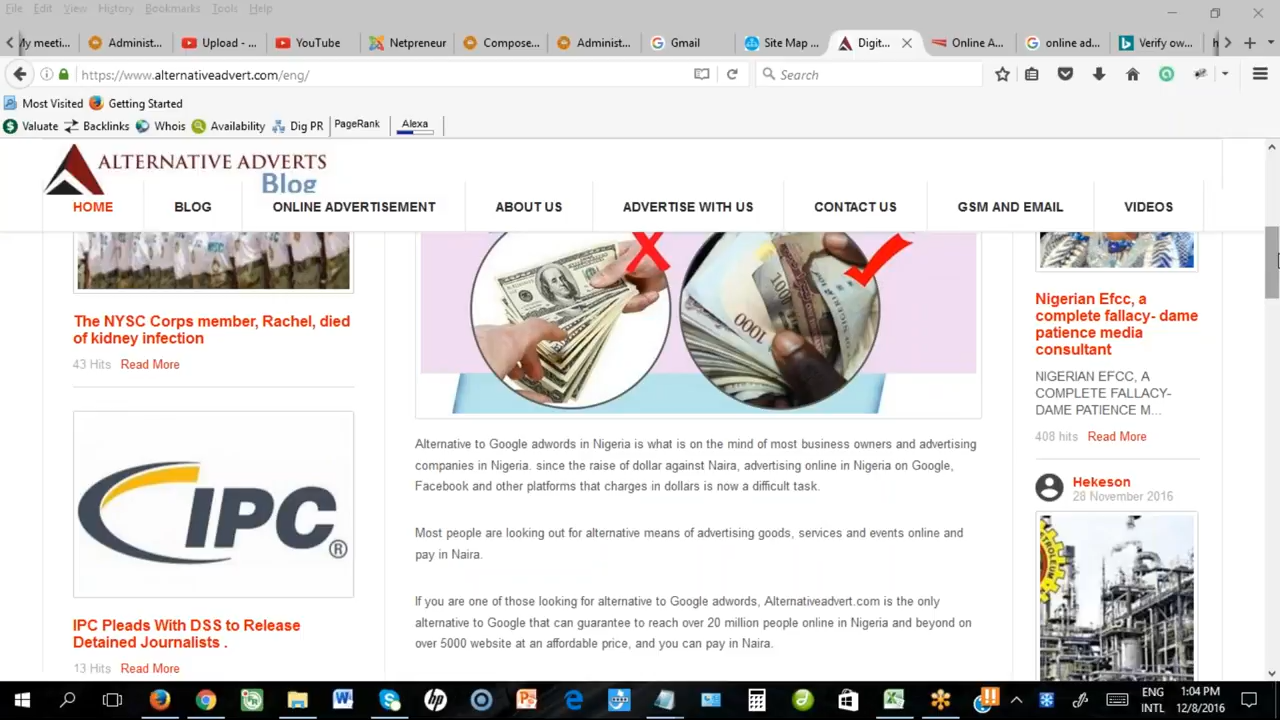 File Edit View History Bookmarks Tools Help
My meeti... Administ... Upload - ... YouTube Netpreneur Compose... Administ... Gmail Site Map ... Digit... Online A... online ad... Verify ow...
https://www.alternativeadvert.com/eng/ Search
Most Visited Getting Started
Valuate Backlinks Whois Availability Dig PR PageRank Alexa
ALTERNATIVE ADVERTS
Blog
HOME BLOG ONLINE ADVERTISEMENT ABOUT US ADVERTISE WITH US CONTACT US GSM AND EMAIL VIDEOS
The NYSC Corps member, Rachel, died
of kidney infection
43 Hits Read More
IPC
IPC Pleads With DSS to Release
Detained Journalists .
13 Hits Read More
1000
1000
Alternative to Google adwords in Nigeria is what is on the mind of most business owners and advertising
companies in Nigeria. since the raise of dollar against Naira, advertising online in Nigeria on Google,
Facebook and other platforms that charges in dollars is now a difficult task.
Most people are looking out for alternative means of advertising goods, services and events online and
pay in Naira.
If you are one of those looking for alternative to Google adwords, Alternativeadvert.com is the only
alternative to Google that can guarantee to reach over 20 million people online in Nigeria and beyond on
over 5000 website at an affordable price, and you can pay in Naira.
Nigerian Efcc, a
complete fallacy- dame
patience media
consultant
NIGERIAN EFCC, A
COMPLETE FALLACY-
DAME PATIENCE M...
408 hits Read More
Hekeson
28 November 2016
ENG
INTL
1:04 PM
12/8/2016